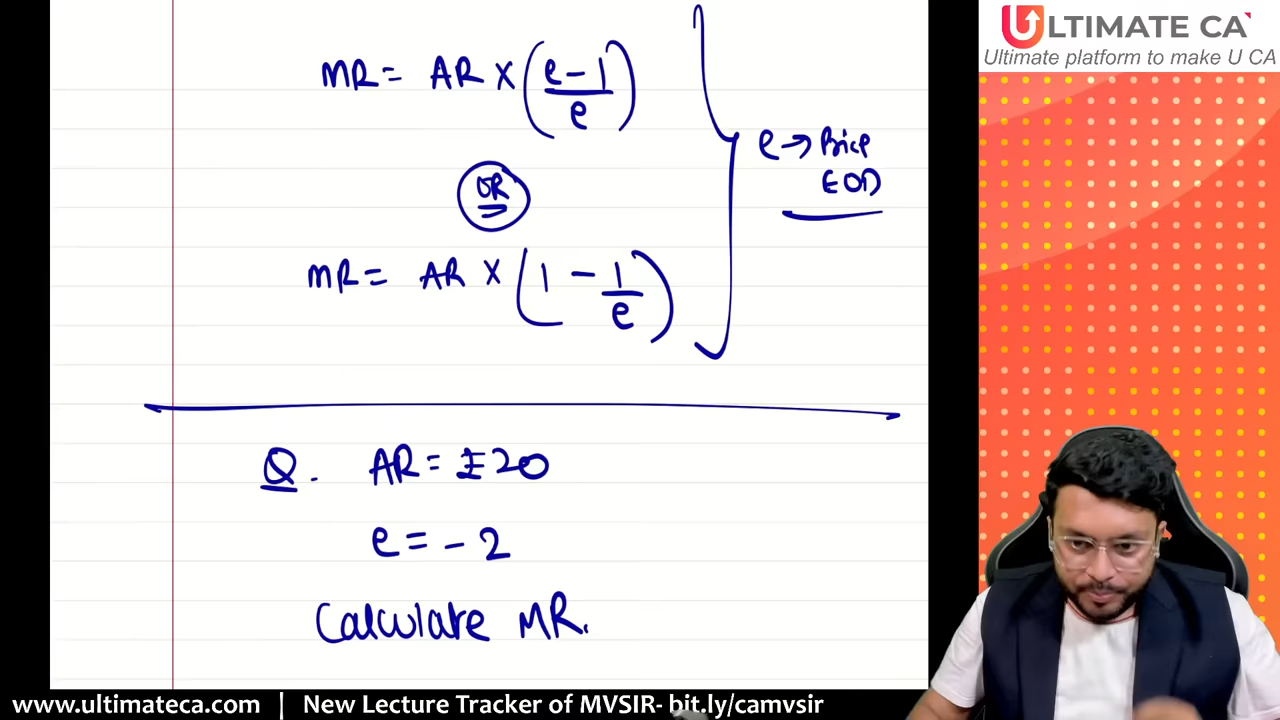 ULTIMATE CA
Ultimate platform to make U CA
MR = AR × (e - 1 / e)
e → Price
EOD
OR
MR = AR × (1 - 1/e)
Q. AR = ₤20
e = - 2
Calculate MR.
www.ultimateca.com | New Lecture Tracker of MVSIR- bit.ly/camvsir